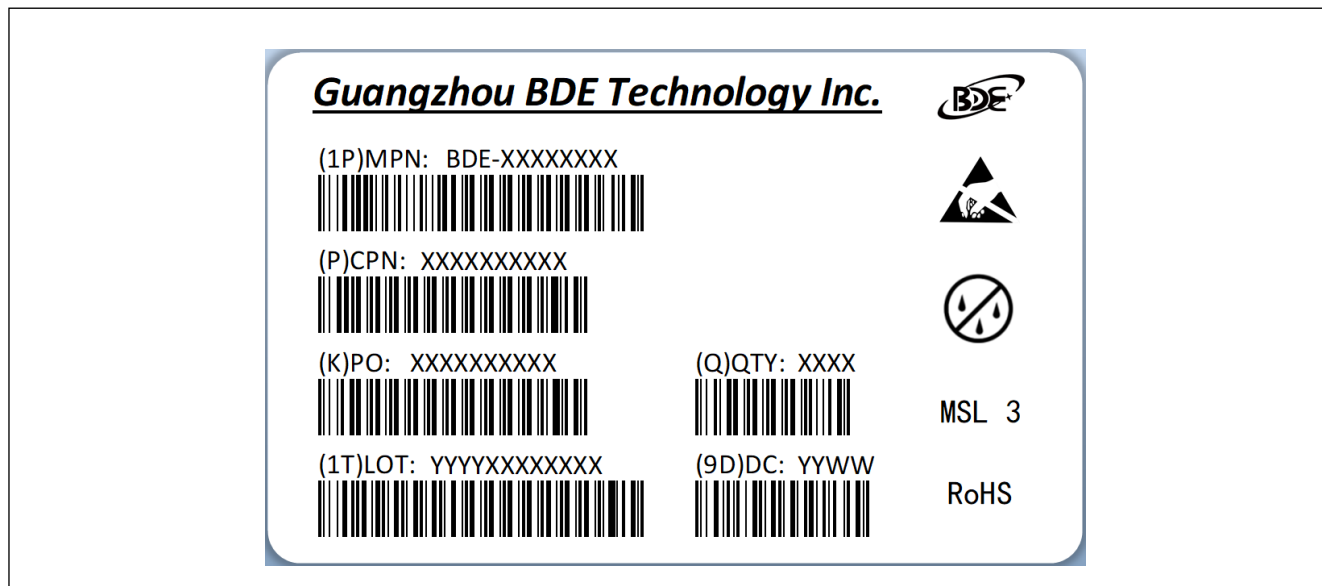 Guangzhou BDE Technology Inc.
BDE
(1P)MPN: BDE-XXXXXXXX
(P)CPN: XXXXXXXXXX
(K)PO: XXXXXXXXXX
(Q)QTY: XXXX
MSL 3
(1T)LOT: YYYYXXXXXXXX
(9D)DC: YYWW
RoHS